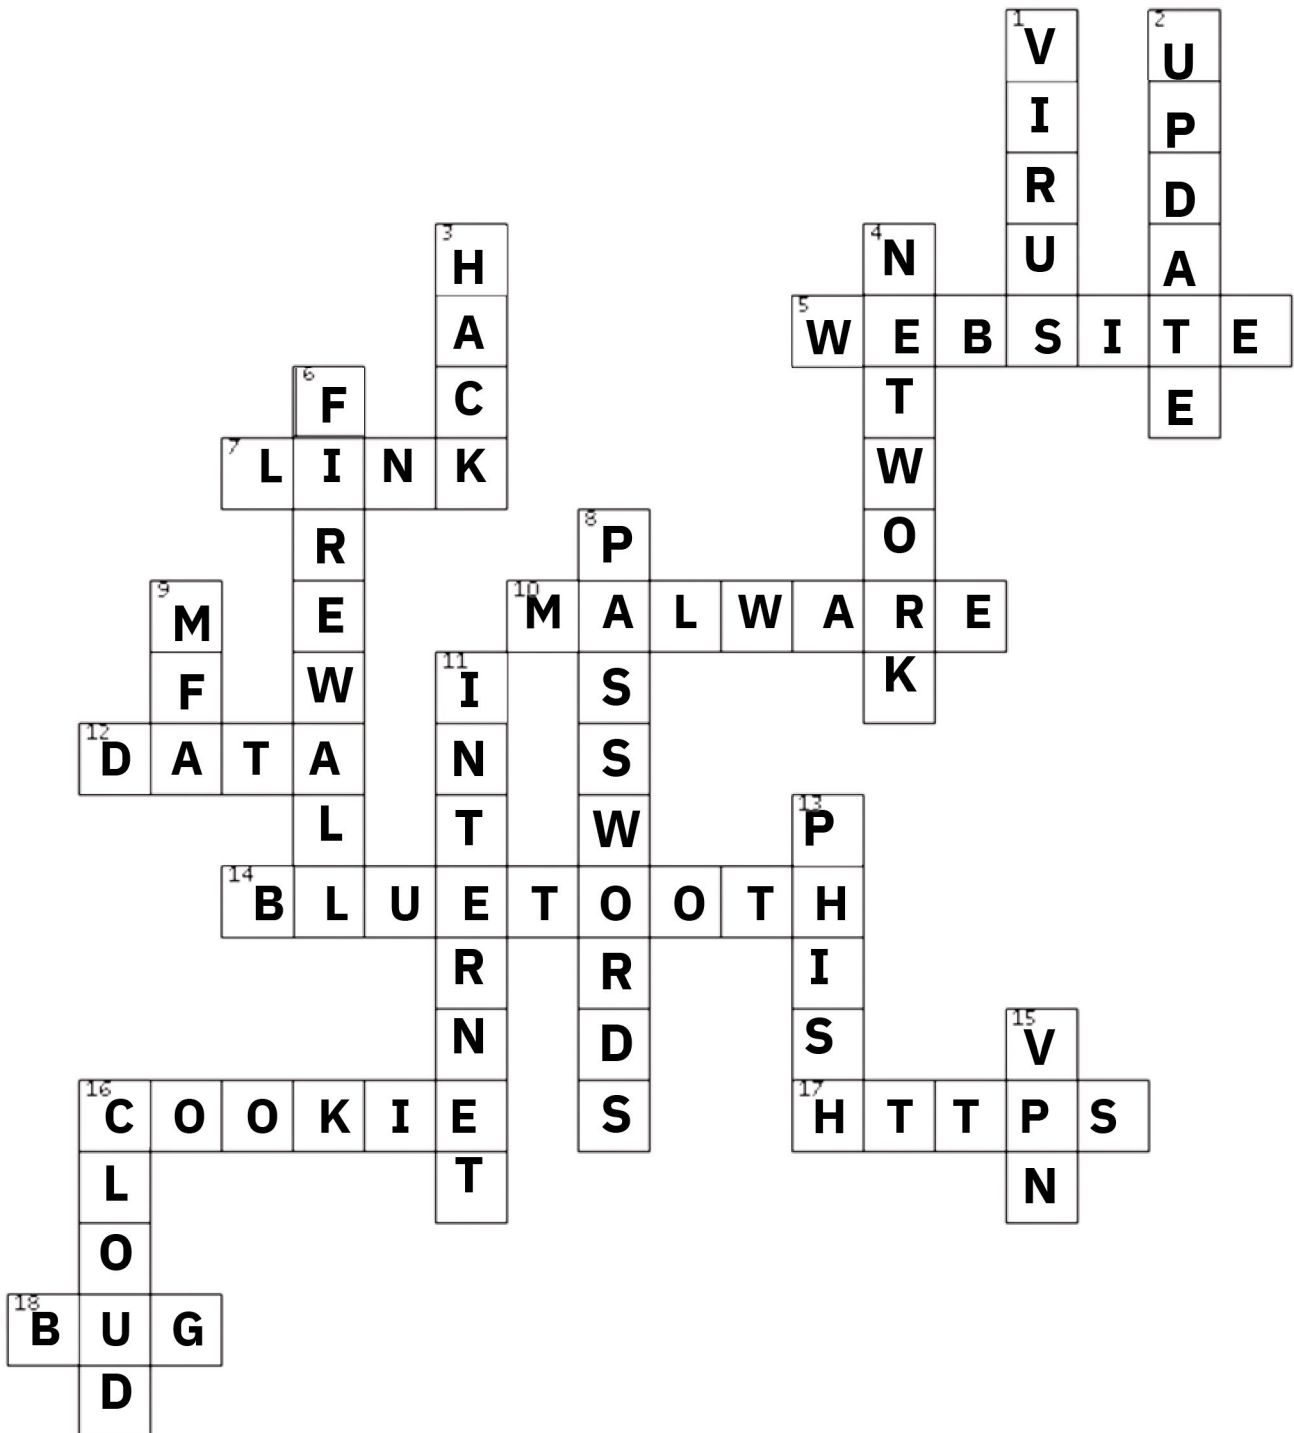 1 V 2 U
I P
R D
3 H 4 N U A
A 5 W E B S I T E
6 F C T E
7 L I N K W
R 8 P O
9 M E 10 M A L W A R E
F W 11 I S K
12 D A T A N S
L T W 13 P
14 B L U E T O O T H
R R I
N D S 15 V
16 C O O K I E S 17 H T T P S
L T N
O
18 B U G
D